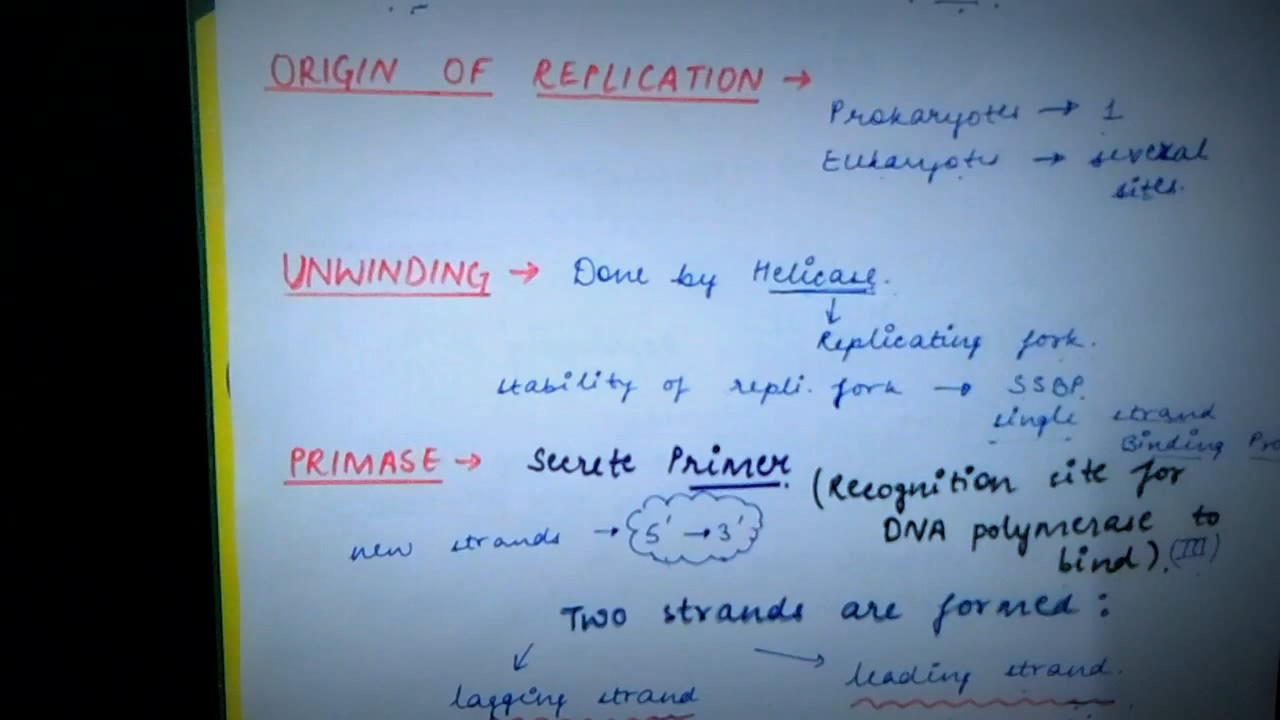 ORIGIN OF REPLICATION →
Prokaryotes → 1
Eukaryotes → several
sites.
UNWINDING → Done by Helicase.
↓
Replicating fork.
stability of repli. fork → SSBP.
single strand
Binding Pro
PRIMASE → Secrete Primer (Recognition site for
DNA polymerase to
bind). (III)
new strands → 5' → 3'
Two strands are formed:
lagging strand
leading strand.